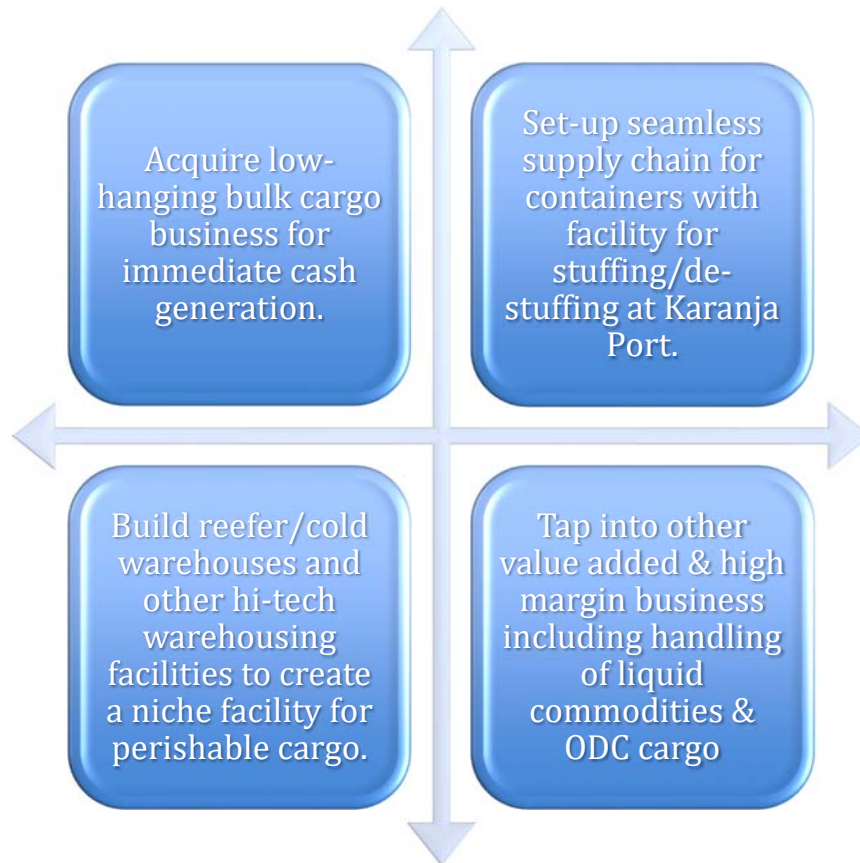 Acquire low-
hanging bulk cargo
business for
immediate cash
generation.
Set-up seamless
supply chain for
containers with
facility for
stuffing/de-
stuffing at Karanja
Port.
Build reefer/cold
warehouses and
other hi-tech
warehousing
facilities to create
a niche facility for
perishable cargo.
Tap into other
value added & high
margin business
including handling
of liquid
commodities &
ODC cargo